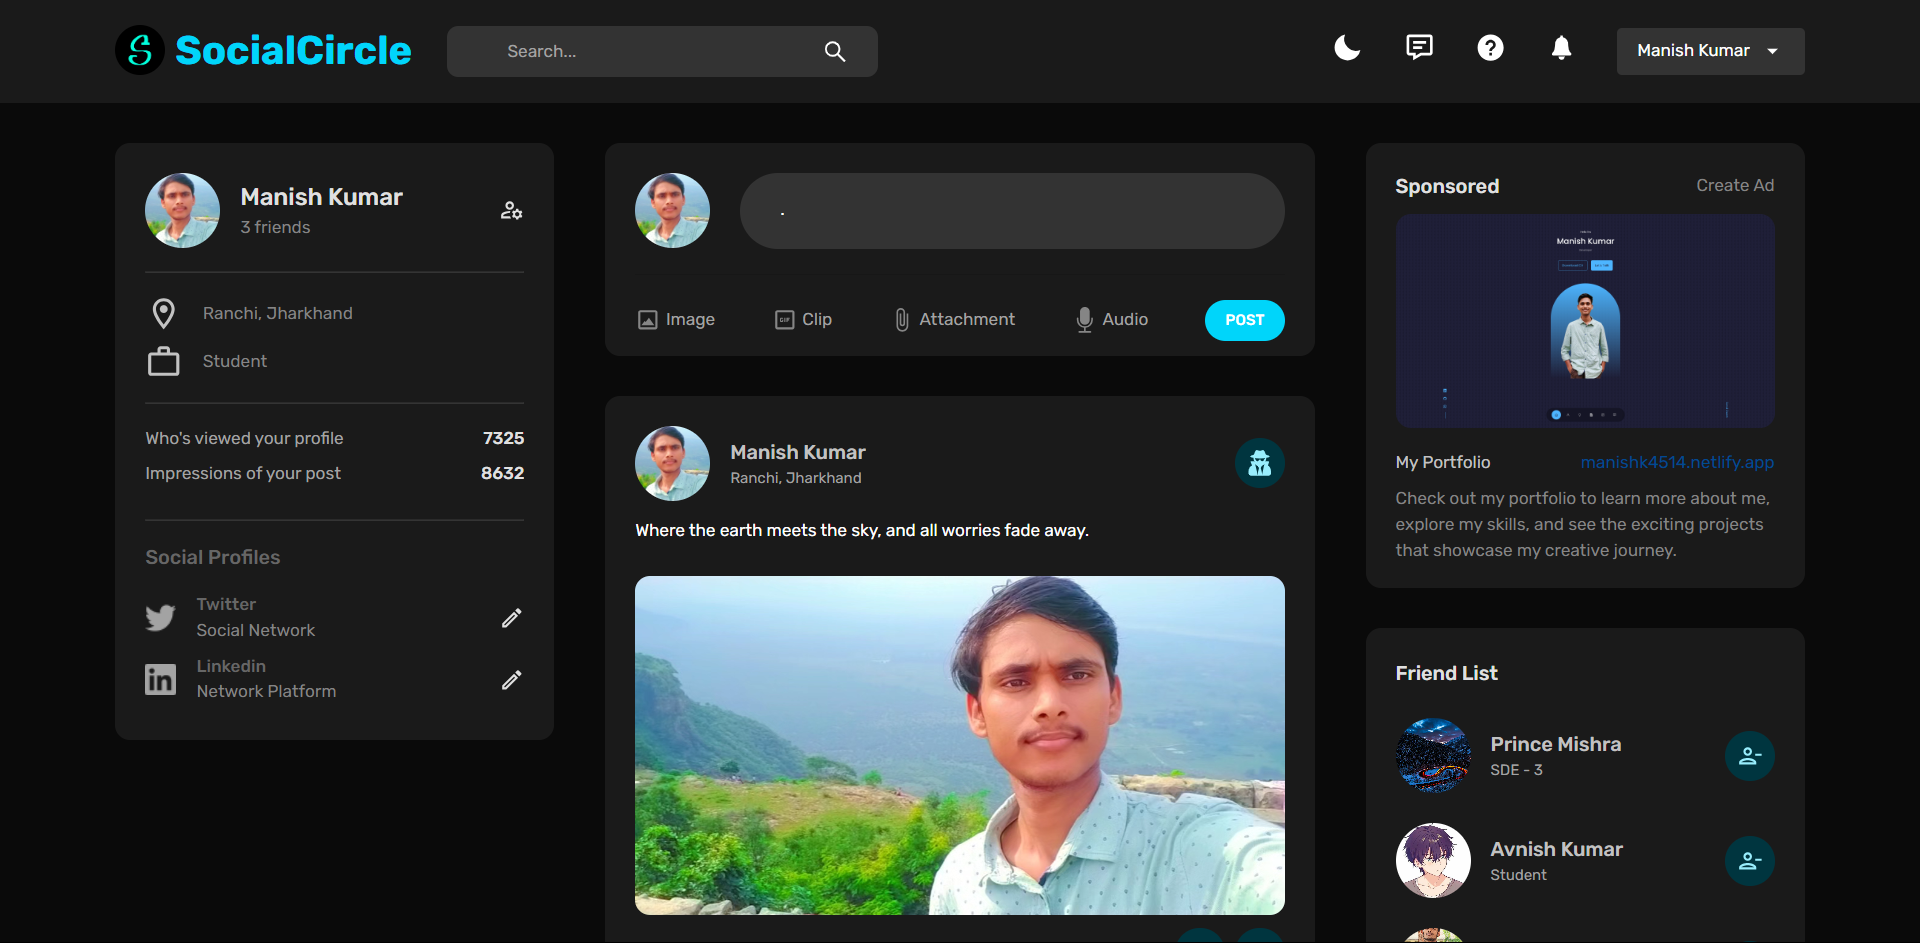 S SocialCircle
Search...
Manish Kumar
Manish Kumar
3 friends
Ranchi, Jharkhand
Student
Who's viewed your profile 7325
Impressions of your post 8632
Social Profiles
Twitter
Social Network
Linkedin
Network Platform
.
Image
GIF Clip
Attachment
Audio
POST
Manish Kumar
Ranchi, Jharkhand
Where the earth meets the sky, and all worries fade away.
Sponsored Create Ad
Manish Kumar
My Portfolio manishk4514.netlify.app
Check out my portfolio to learn more about me,
explore my skills, and see the exciting projects
that showcase my creative journey.
Friend List
Prince Mishra
SDE - 3
Avnish Kumar
Student